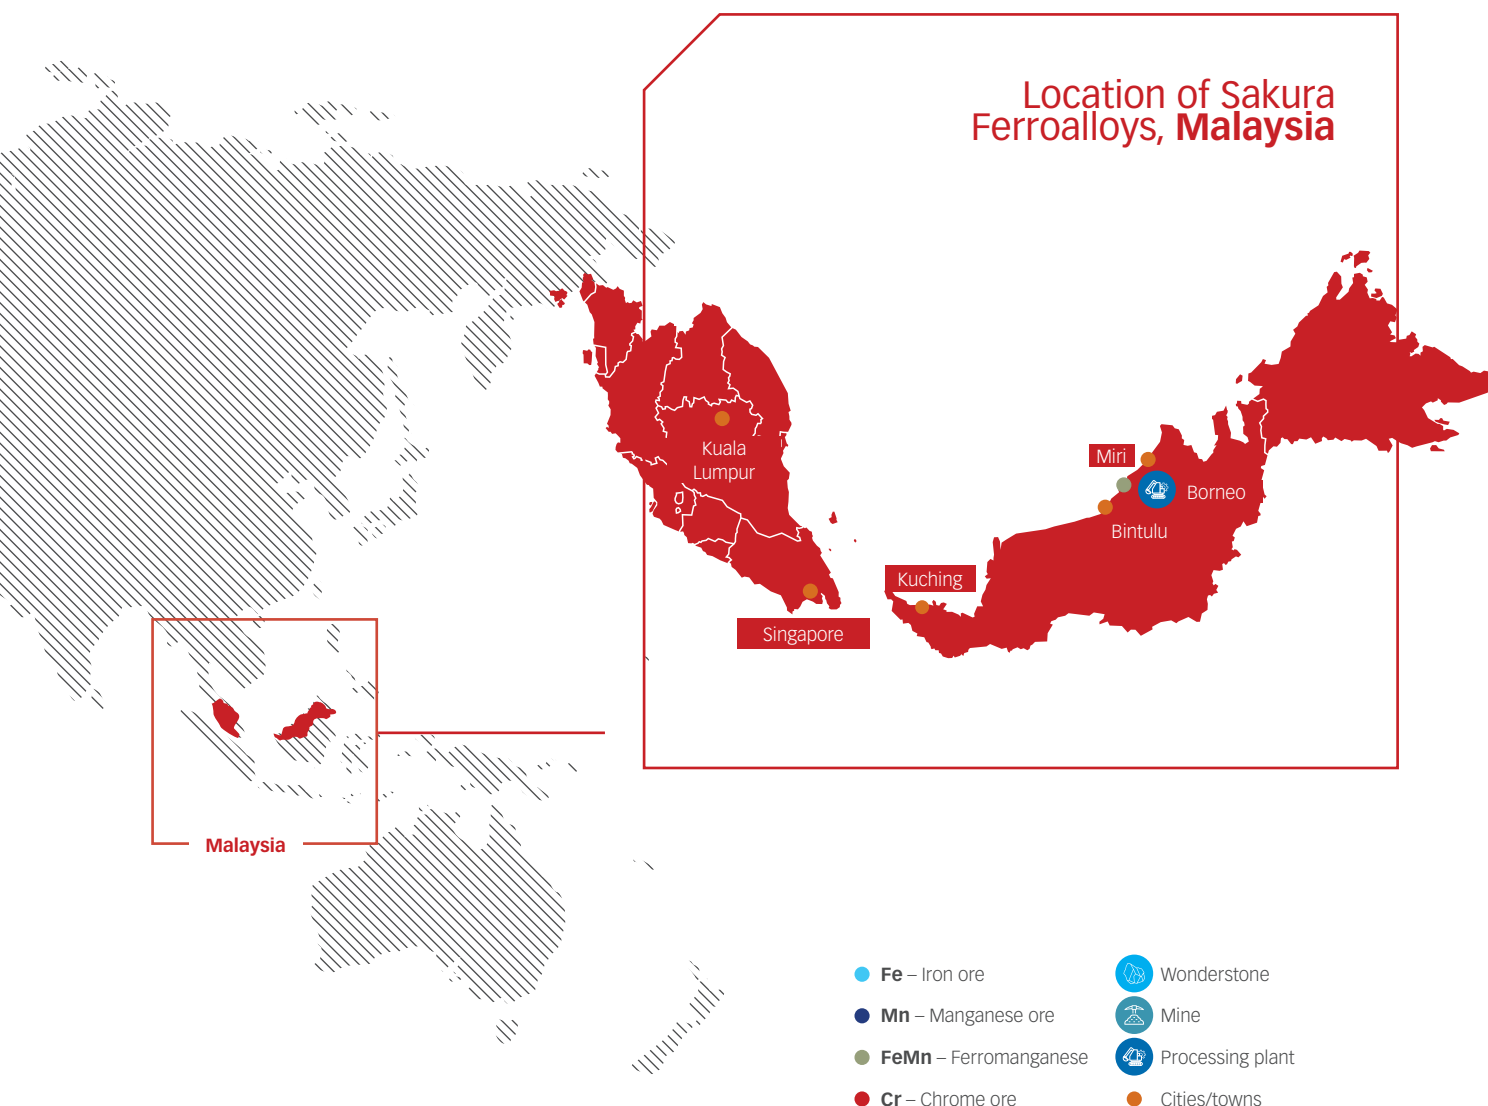 Location of Sakura
Ferroalloys, Malaysia
Kuala
Lumpur
Miri
Borneo
Bintulu
Kuching
Singapore
Malaysia
Fe – Iron ore
Mn – Manganese ore
FeMn – Ferromanganese
Cr – Chrome ore
Wonderstone
Mine
Processing plant
Cities/towns